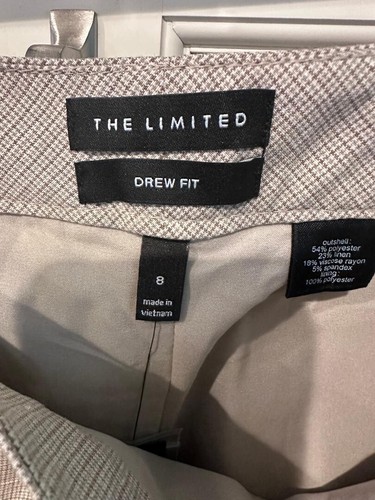 THE LIMITED
DREW FIT
8
made in
vietnam
outshell:
54% polyester
23% linen
18% viscose rayon
5% spandex
lining:
100% polyester